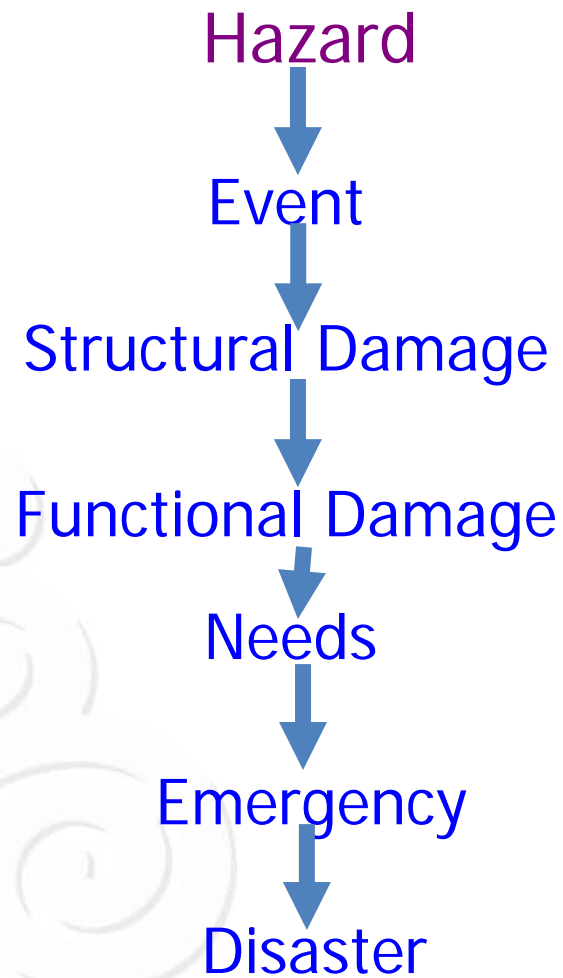 Hazard
Event
Structural Damage
Functional Damage
Needs
Emergency
Disaster